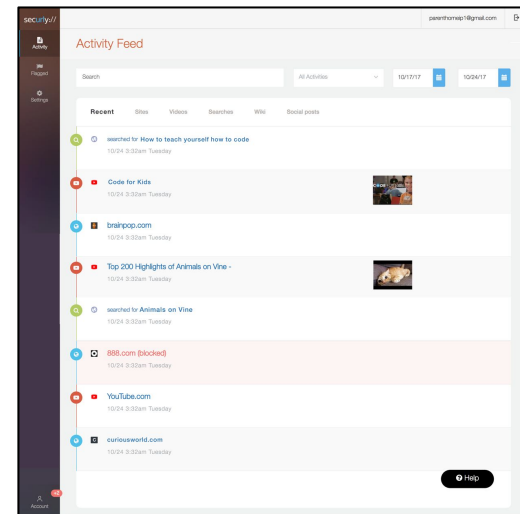 securly://
parenthomeip1@gmail.com
Activity
Activity Feed
Flagged
Settings
Search
All Activities
10/17/17
10/24/17
Recent Sites Videos Searches Wiki Social posts
searched for How to teach yourself how to code
10/24 3:32am Tuesday
Code for Kids
10/24 3:32am Tuesday
brainpop.com
10/24 3:32am Tuesday
Top 200 Highlights of Animals on Vine -
10/24 3:32am Tuesday
searched for Animals on Vine
10/24 3:32am Tuesday
888.com (blocked)
10/24 3:32am Tuesday
YouTube.com
10/24 3:32am Tuesday
curiousworld.com
10/24 3:32am Tuesday
Help
Account